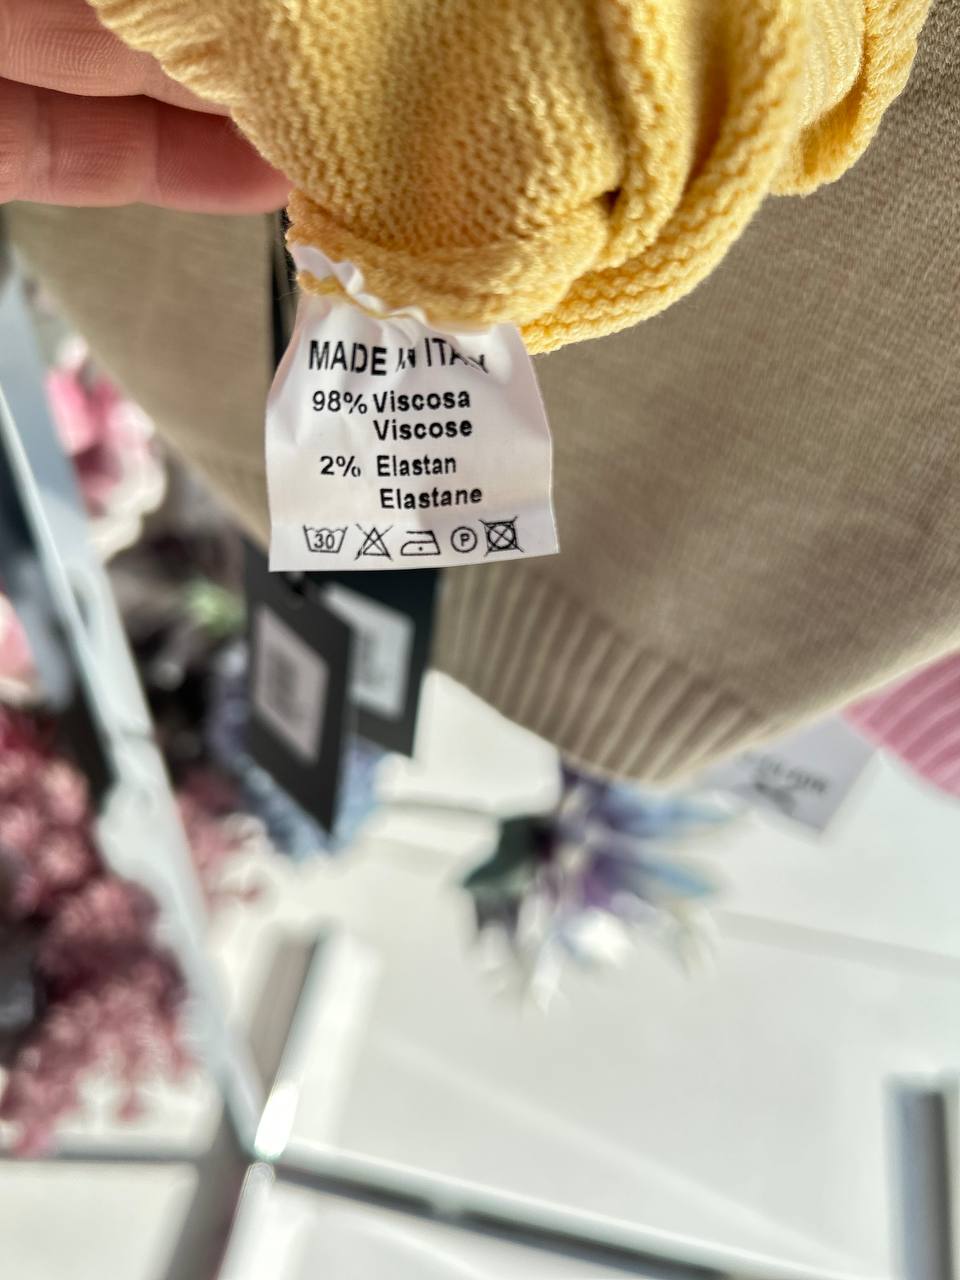 MADE IN ITALY
98% Viscosa
Viscose
2% Elastan
Elastane
30 P